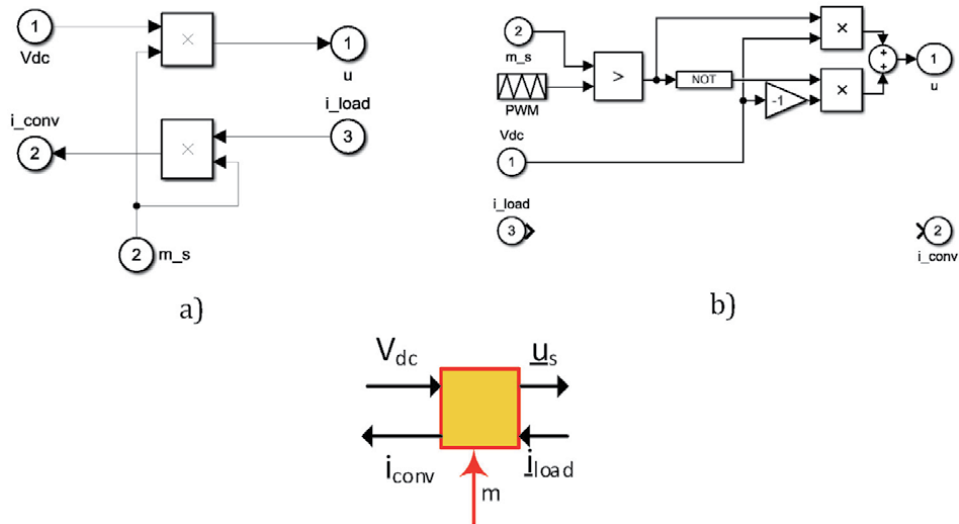 1
Vdc
×
1
u
i_conv
2
×
i_load
3
2
m_s
a)
2
m_s
PWM
>
NOT
-1
×
×
+
+
1
u
Vdc
1
i_load
3
2
i_conv
b)
Vdc
us
iconv
iload
m